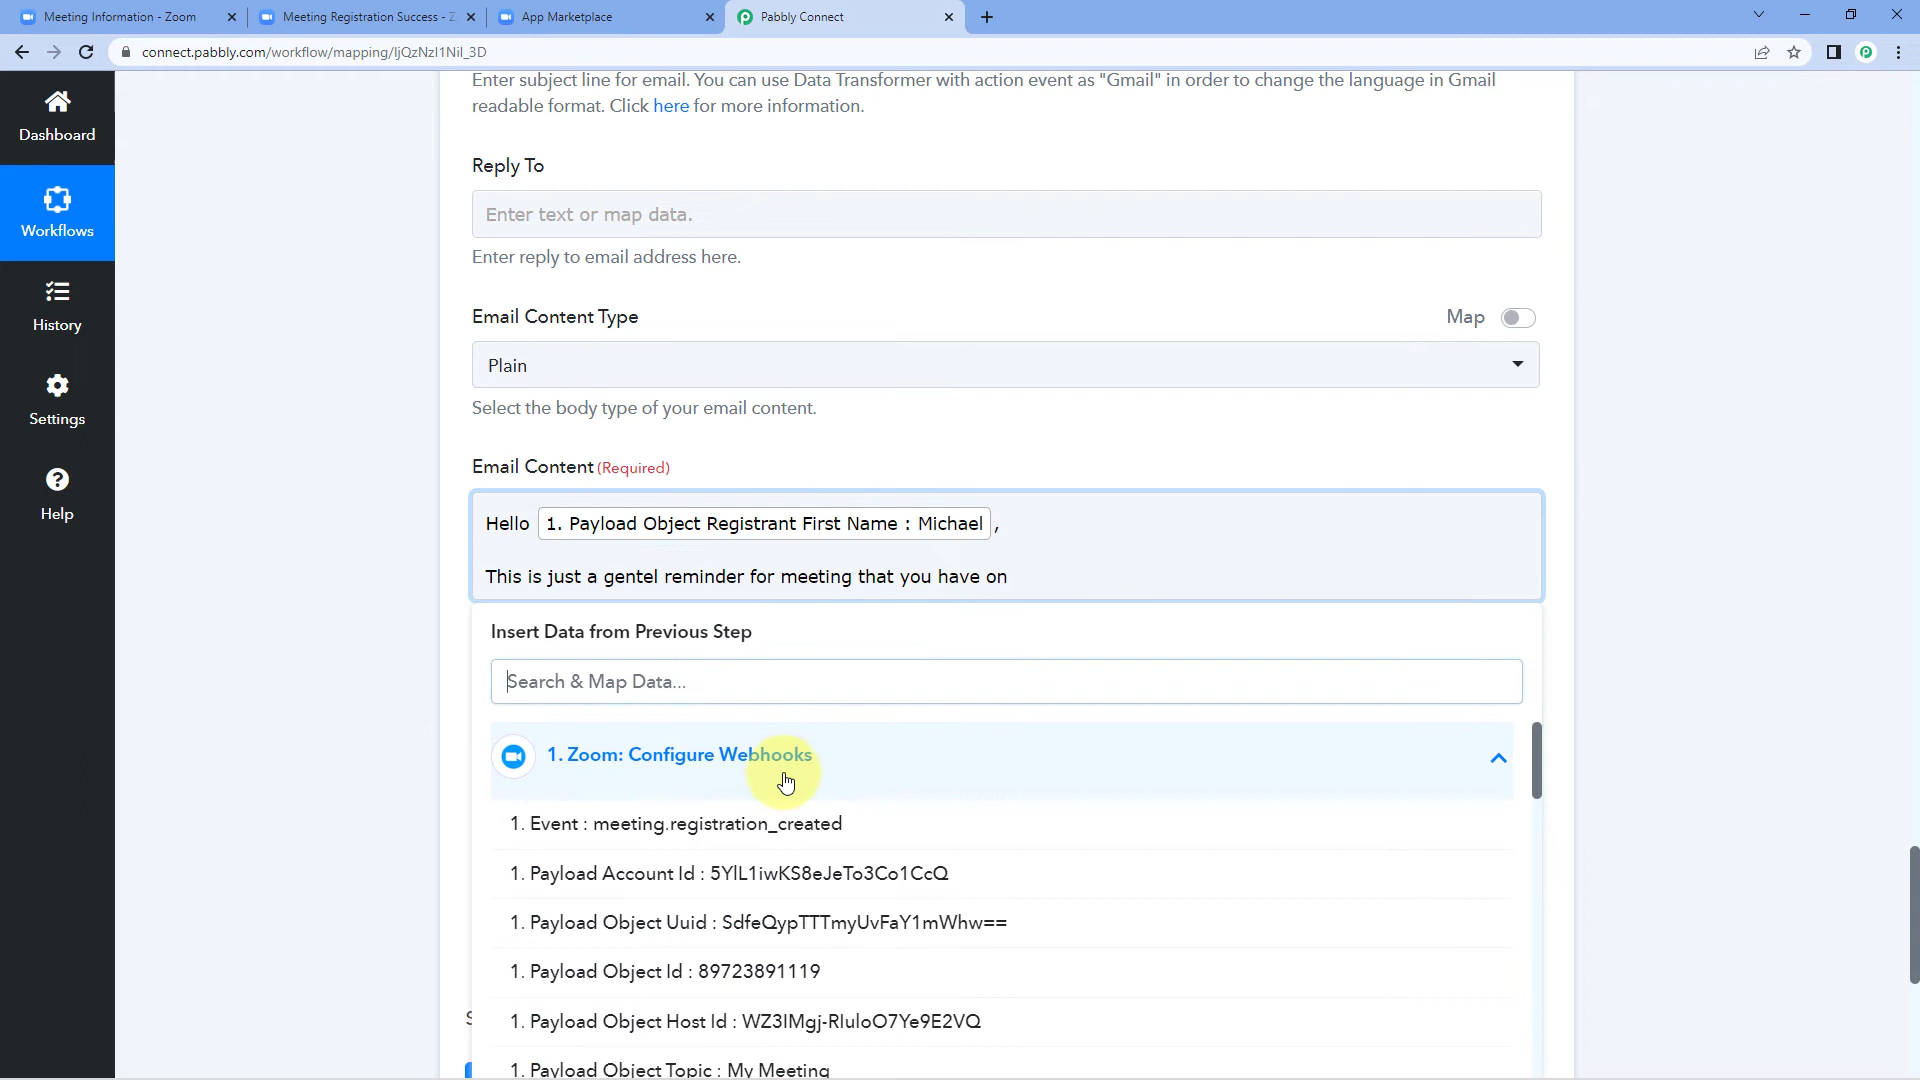 Meeting Information - Zoom
Meeting Registration Success - Z
App Marketplace
Pabbly Connect
connect.pabbly.com/workflow/mapping/IjQzNzI1NiI_3D
Enter subject line for email. You can use Data Transformer with action event as "Gmail" in order to change the language in Gmail
readable format. Click here for more information.
Dashboard
Workflows
History
Settings
Help
Reply To
Enter text or map data.
Enter reply to email address here.
Email Content Type
Map
Plain
Select the body type of your email content.
Email Content (Required)
Hello 1. Payload Object Registrant First Name : Michael ,
This is just a gentel reminder for meeting that you have on
Insert Data from Previous Step
Search & Map Data...
1. Zoom: Configure Webhooks
1. Event : meeting.registration_created
1. Payload Account Id : 5YlL1iwKS8eJeTo3Co1CcQ
1. Payload Object Uuid : SdfeQypTTTmyUvFaY1mWhw==
1. Payload Object Id : 89723891119
1. Payload Object Host Id : WZ3IMgj-RIuloO7Ye9E2VQ
1. Payload Object Topic : My Meeting